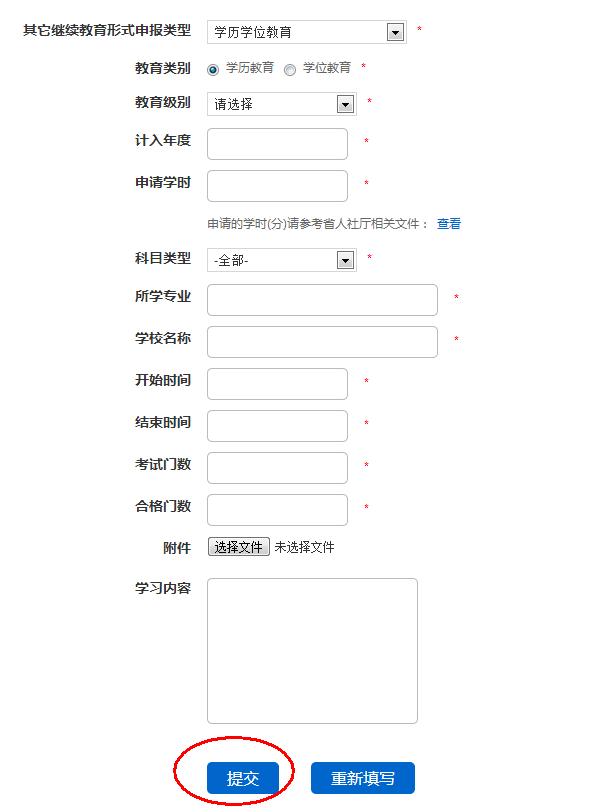 其它继续教育形式申报类型 学历学位教育 *
教育类别 学历教育 学位教育 *
教育级别 请选择 *
计入年度 *
申请学时 *
申请的学时(分)请参考省人社厅相关文件： 查看
科目类型 -全部- *
所学专业 *
学校名称 *
开始时间 *
结束时间 *
考试门数 *
合格门数 *
附件 选择文件 未选择文件
学习内容
提交 重新填写